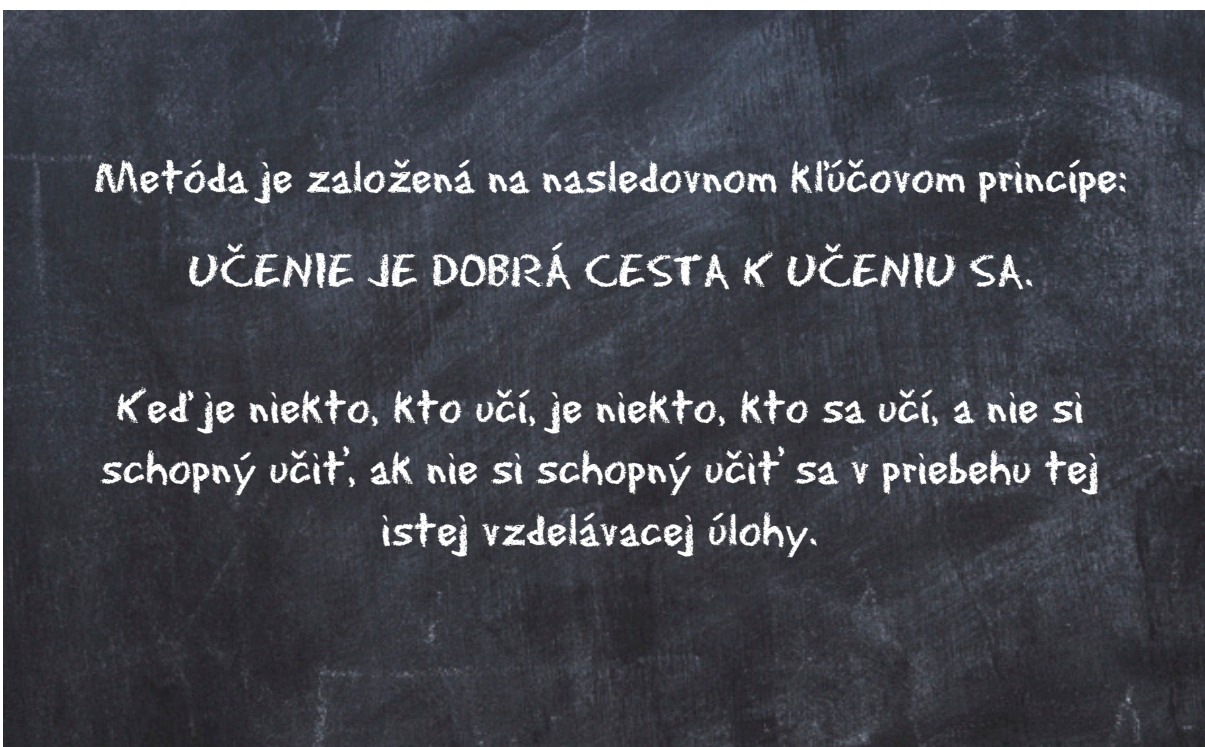 Metóda je založená na nasledovnom kľúčovom princípe:
UČENIE JE DOBRÁ CESTA K UČENIU SA.
Keď je niekto, kto učí, je niekto, kto sa učí, a nie si
schopný učiť, ak nie si schopný učiť sa v priebehu tej
istej vzdelávacej úlohy.